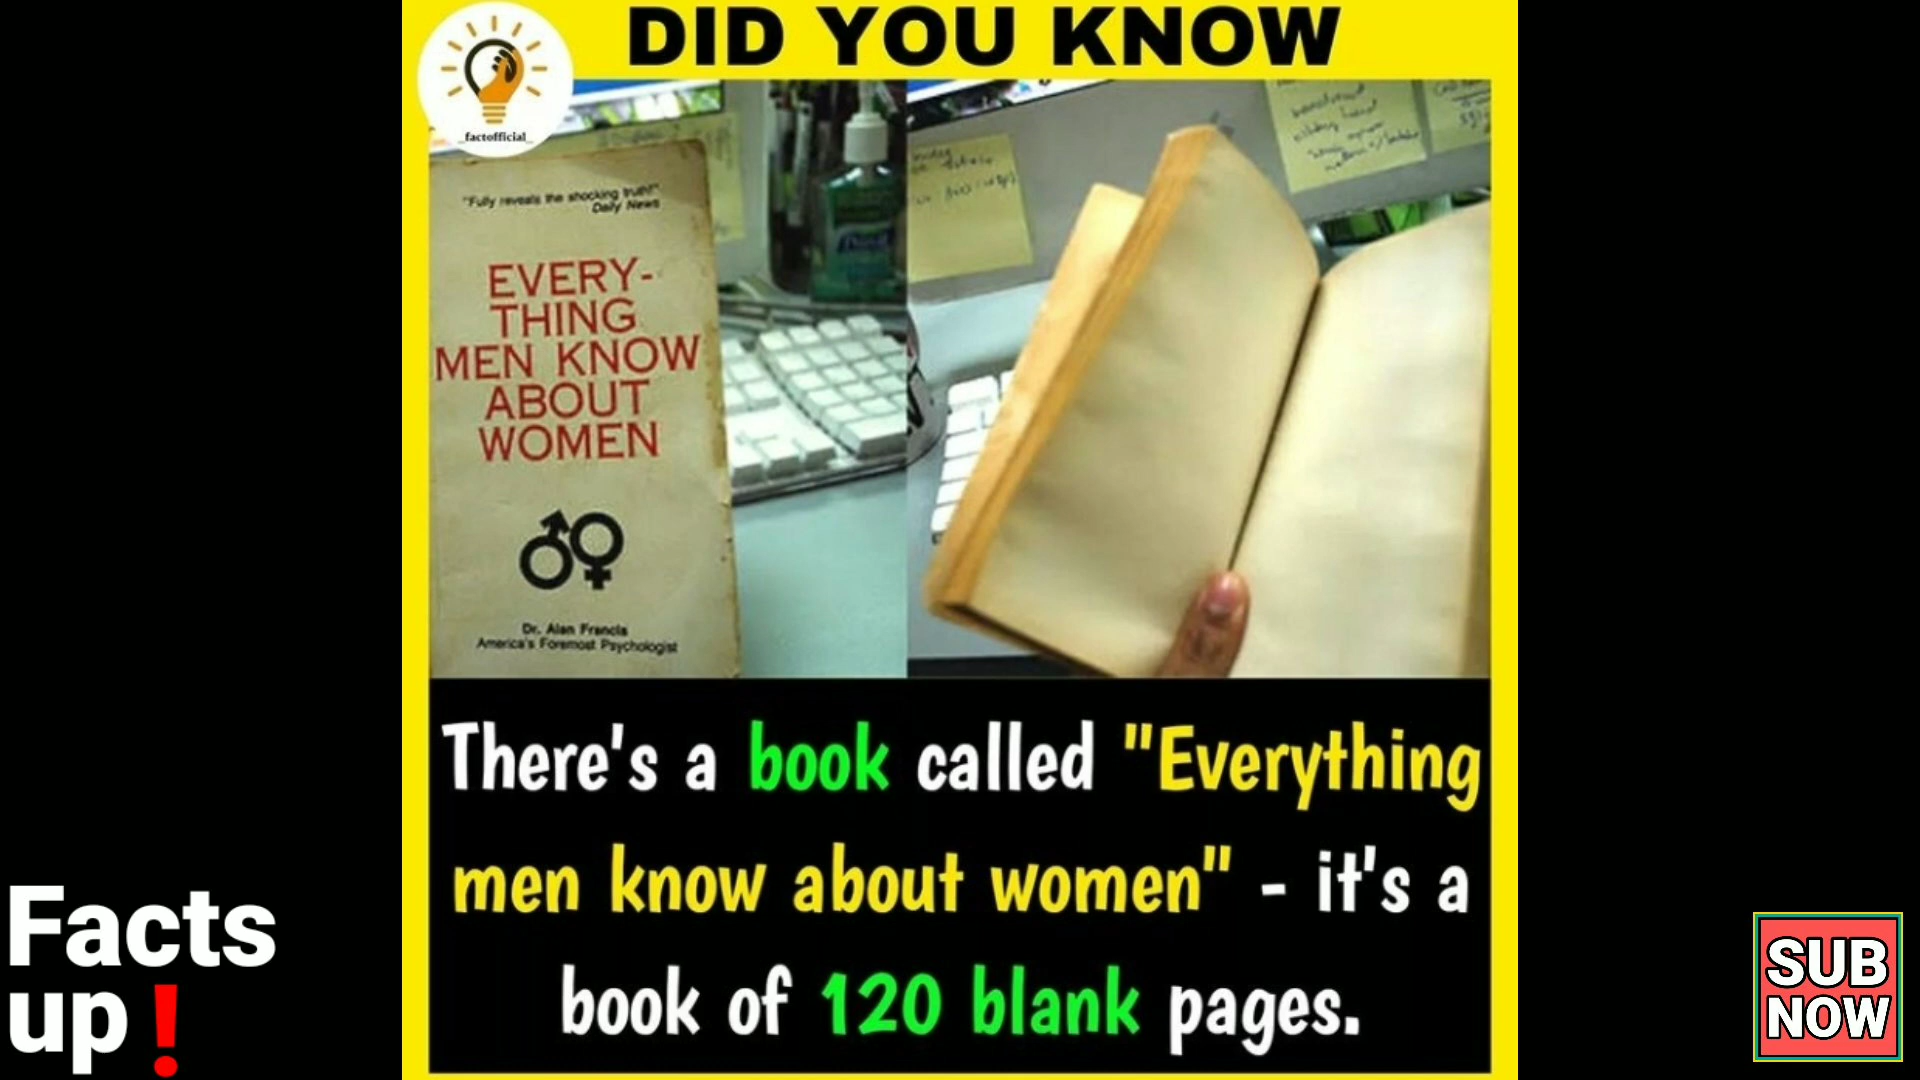 DID YOU KNOW
_factofficial_
"Fully reveals the shocking truth!"
Daily News
EVERY-
THING
MEN KNOW
ABOUT
WOMEN
Dr. Alan Francis
America's Foremost Psychologist
There's a book called "Everything
men know about women" - it's a
book of 120 blank pages.
Facts
up!
SUB
NOW